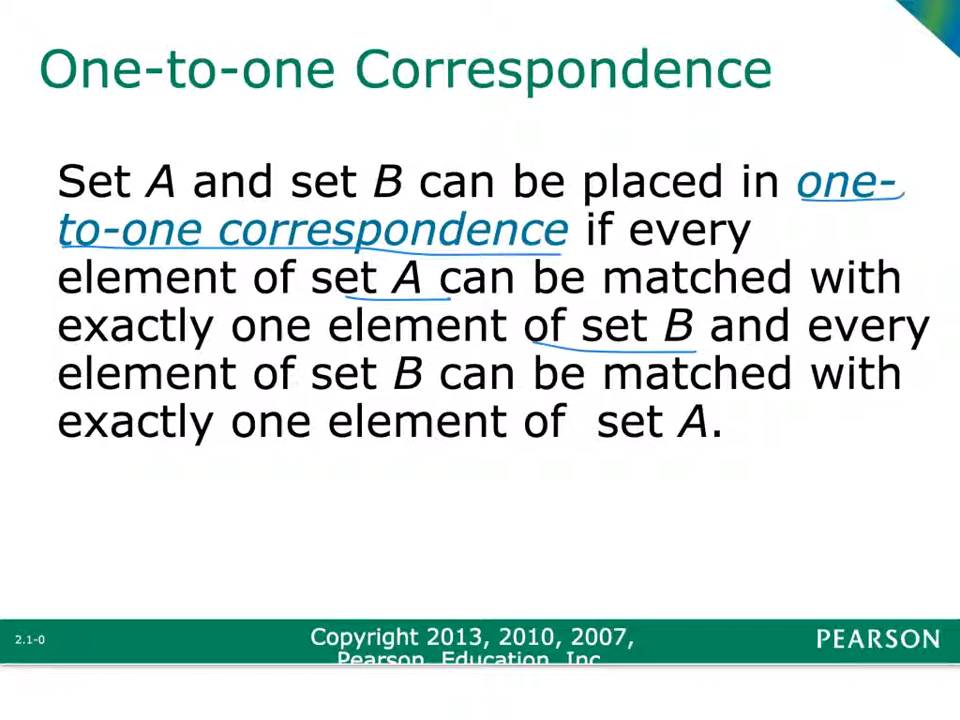 One-to-one Correspondence
Set A and set B can be placed in one-
to-one correspondence if every
element of set A can be matched with
exactly one element of set B and every
element of set B can be matched with
exactly one element of set A.
2.1-0
Copyright 2013, 2010, 2007,
Pearson, Education, Inc
PEARSON